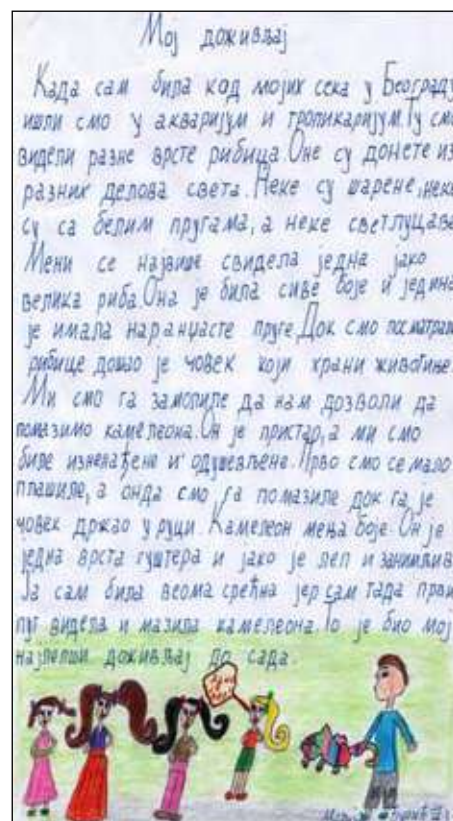 Мој доживљај
Када сам била код мојих сека у Београду
ишли смо у акваријум и тропикаријум. Ту смо
видели разне врсте рибица. Оне су донете из
разних делова света. Неке су шарене, неке
су са белим пругама, а неке светлуцаве.
Мени се највише свидела једна јако
велика риба. Она је била сиве боје и једина
је имала наранџасте пруге. Док смо посматрали
рибице дошао је човек који храни животиње.
Ми смо га замолиле да нам дозволи да
помазимо камелеона. Он је пристао, а ми смо
биле изненађене и одушевљене. Прво смо се мало
плашиле, а онда смо га помазиле док га је
човек држао у руци. Камелеон мења боје. Он је
једна врста гуштера и јако је леп и занимљив.
Ја сам била веома срећна јер сам тада први
пут видела и мазила камелеона. То је био мој
најлепши доживљај до сада.